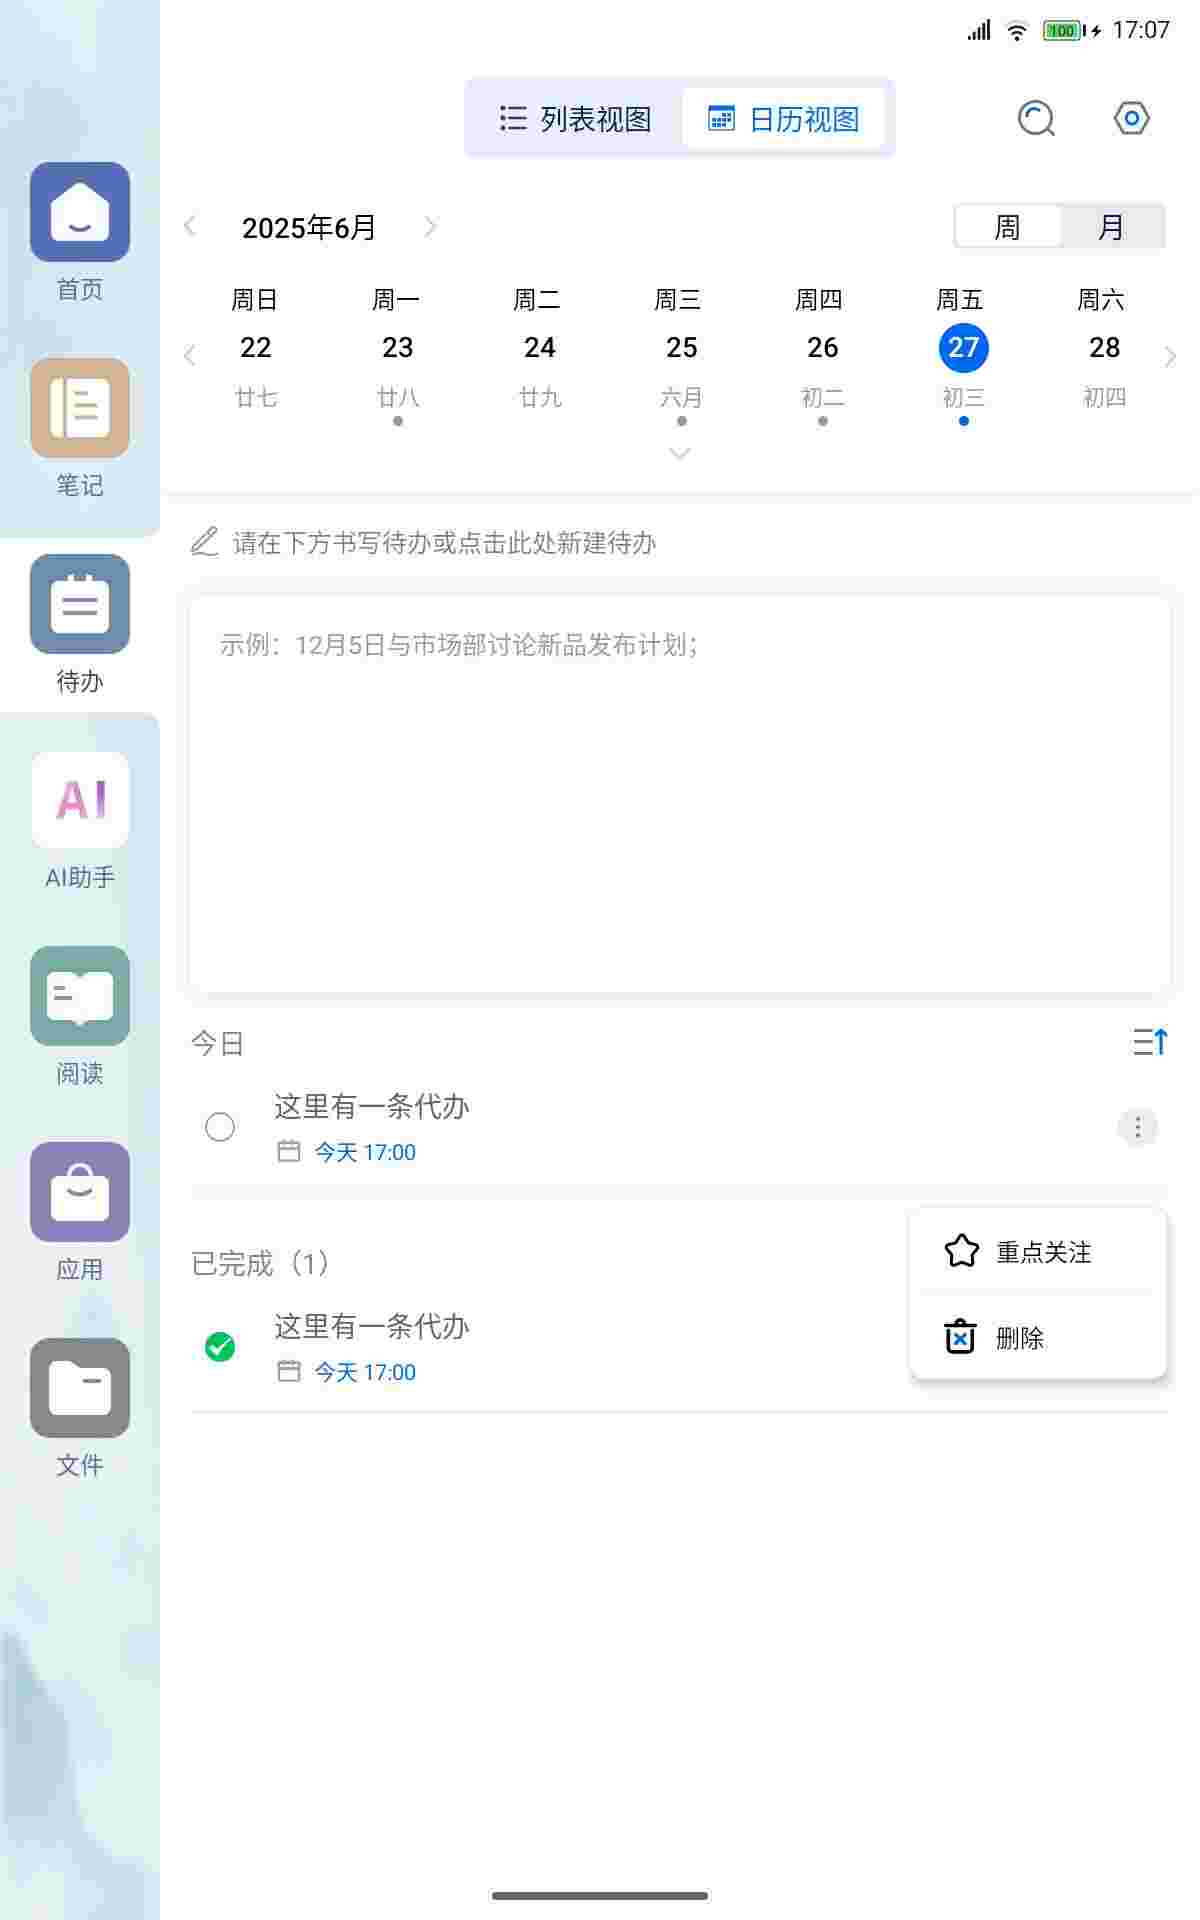 100 17:07
列表视图 日历视图
2025年6月 周 月
周日 周一 周二 周三 周四 周五 周六
22 23 24 25 26 27 28
廿七 廿八 廿九 六月 初二 初三 初四
请在下方书写待办或点击此处新建待办
示例：12月5日与市场部讨论新品发布计划；
今日
这里有一条代办
今天 17:00
已完成（1）
这里有一条代办
今天 17:00
重点关注
删除
首页
笔记
待办
AI
AI助手
阅读
应用
文件